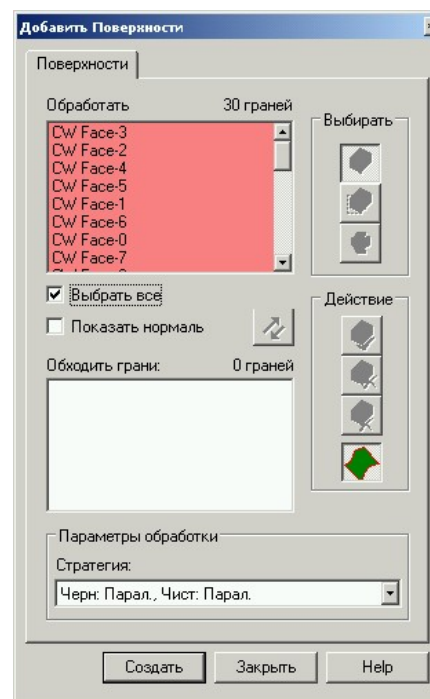 Добавить Поверхности
Поверхности
Обработать 30 граней
CW Face-3
CW Face-2
CW Face-4
CW Face-5
CW Face-1
CW Face-6
CW Face-0
CW Face-7
Выбрать все
Показать нормаль
Обходить грани: 0 граней
Выбирать
Действие
Параметры обработки
Стратегия:
Черн: Парал., Чист: Парал.
Создать Закрыть Help